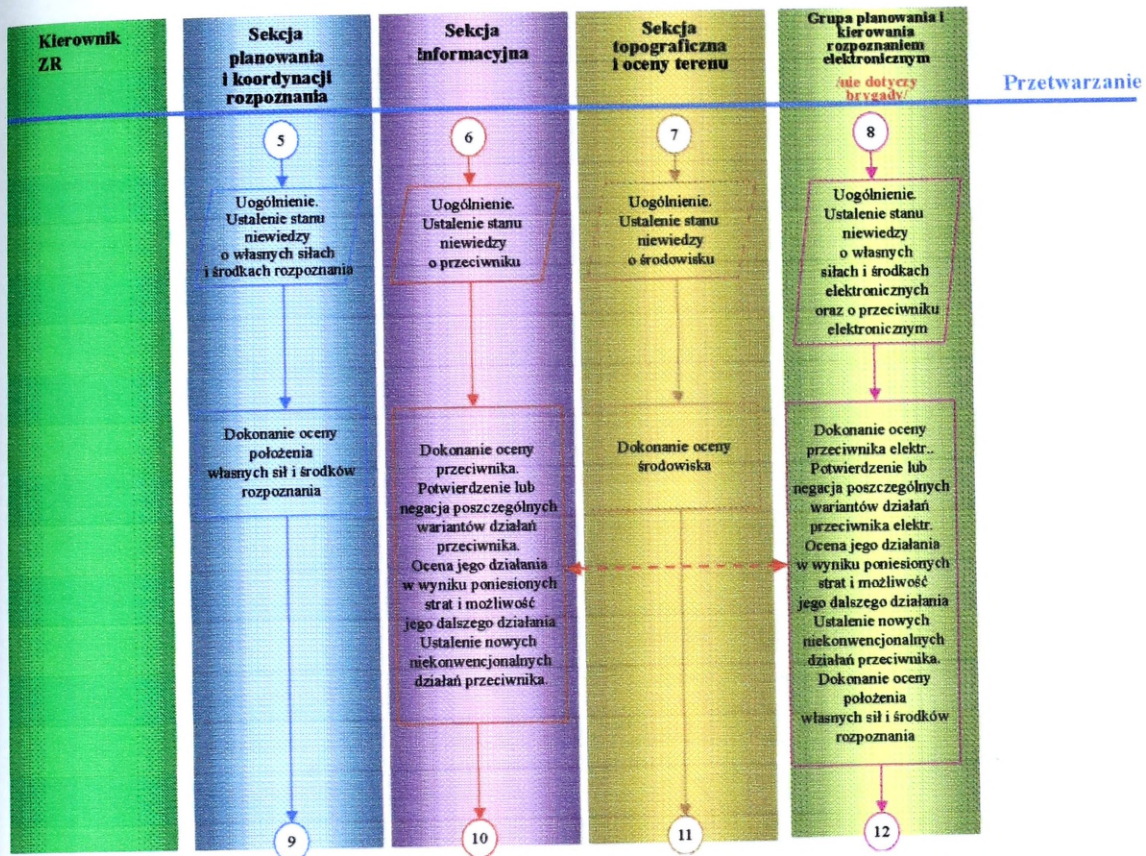 Kierownik
ZR
Sekcja
planowania
i koordynacji
rozpoznania
Sekcja
informacyjna
Sekcja
topograficzna
i oceny terenu
Grupa planowania i
kierowania
rozpoznaniem
elektronicznym
/nie dotyczy
brygady/
Przetwarzanie
5
6
7
8
Uogólnienie.
Ustalenie stanu
niewiedzy
o własnych siłach
i środkach rozpoznania
Uogólnienie.
Ustalenie stanu
niewiedzy
o przeciwniku
Uogólnienie.
Ustalenie stanu
niewiedzy
o środowisku
Uogólnienie.
Ustalenie stanu
niewiedzy
o własnych
siłach i środkach
elektronicznych
oraz o przeciwniku
elektronicznym
Dokonanie oceny
położenia
własnych sił i środków
rozpoznania
Dokonanie oceny
przeciwnika.
Potwierdzenie lub
negacja poszczególnych
wariantów działań
przeciwnika.
Ocena jego działania
w wyniku poniesionych
strat i możliwość
jego dalszego działania
Ustalenie nowych
niekonwencjonalnych
działań przeciwnika.
Dokonanie oceny
środowiska
Dokonanie oceny
przeciwnika elektr..
Potwierdzenie lub
negacja poszczególnych
wariantów działań
przeciwnika elektr.
Ocena jego działania
w wyniku poniesionych
strat i możliwość
jego dalszego działania
Ustalenie nowych
niekonwencjonalnych
działań przeciwnika.
Dokonanie oceny
położenia
własnych sił i środków
rozpoznania
9
10
11
12